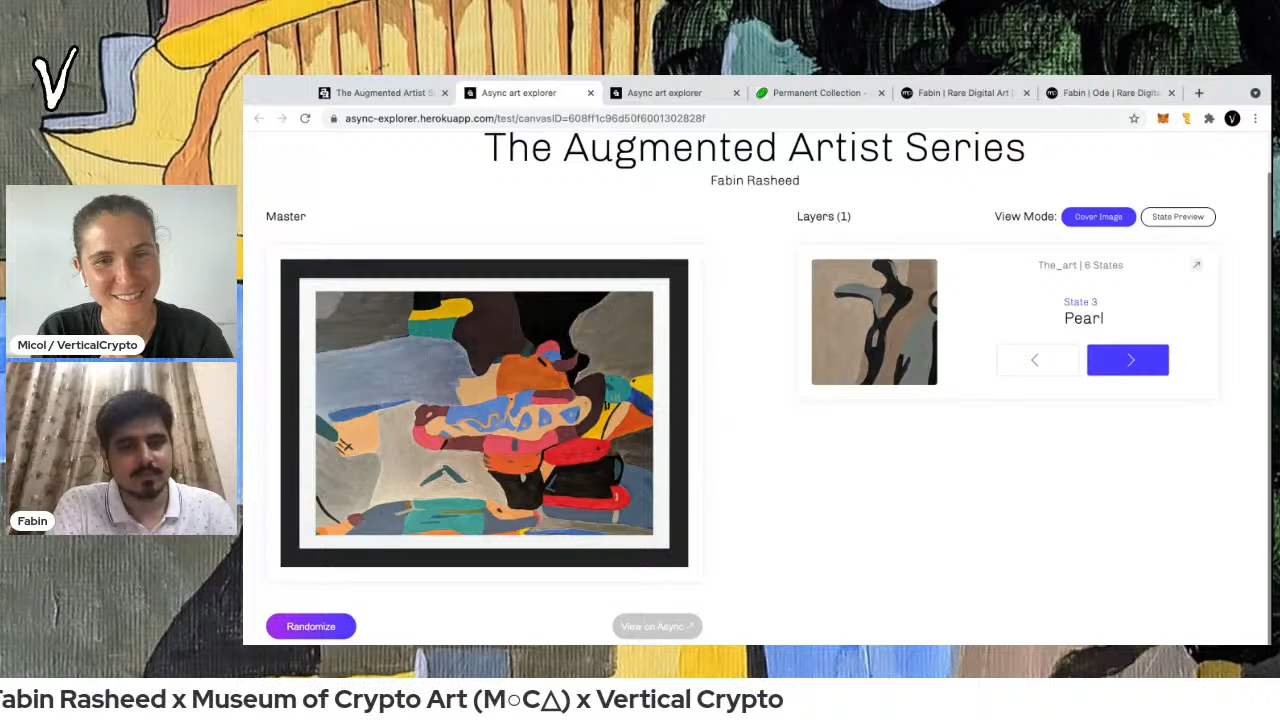 V
The Augmented Artist S
Async art explorer
Async art explorer
Permanent Collection -
Fabin | Rare Digital Art |
Fabin | Ode | Rare Digita
async-explorer.herokuapp.com/test/canvasID=608ff1c96d50f6001302828f
V
The Augmented Artist Series
Fabin Rasheed
Master
Layers (1)
View Mode:
Cover Image
State Preview
The_art | 6 States
State 3
Pearl
Randomize
View on Async
Micol / VerticalCrypto
Fabin
Fabin Rasheed x Museum of Crypto Art (M○C△) x Vertical Crypto